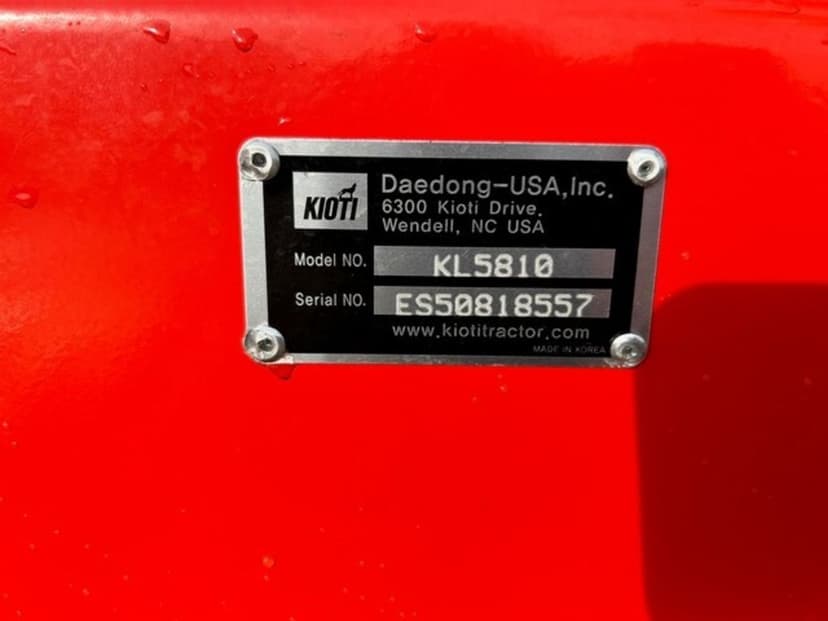 KIOTI
Daedong-USA,Inc.
6300 Kioti Drive.
Wendell, NC USA
Model NO. KL5810
Serial NO. ES50818557
www.kiotitractor.com
MADE IN KOREA